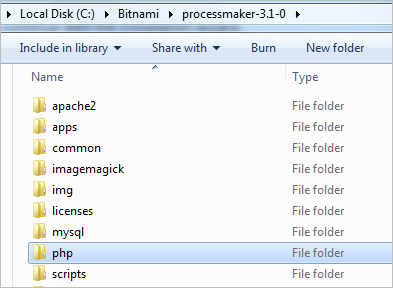 Local Disk (C:) Bitnami processmaker-3.1-0
Include in library Share with Burn New folder
Name Type
apache2 File folder
apps File folder
common File folder
imagemagick File folder
img File folder
licenses File folder
mysql File folder
php File folder
scripts File folder